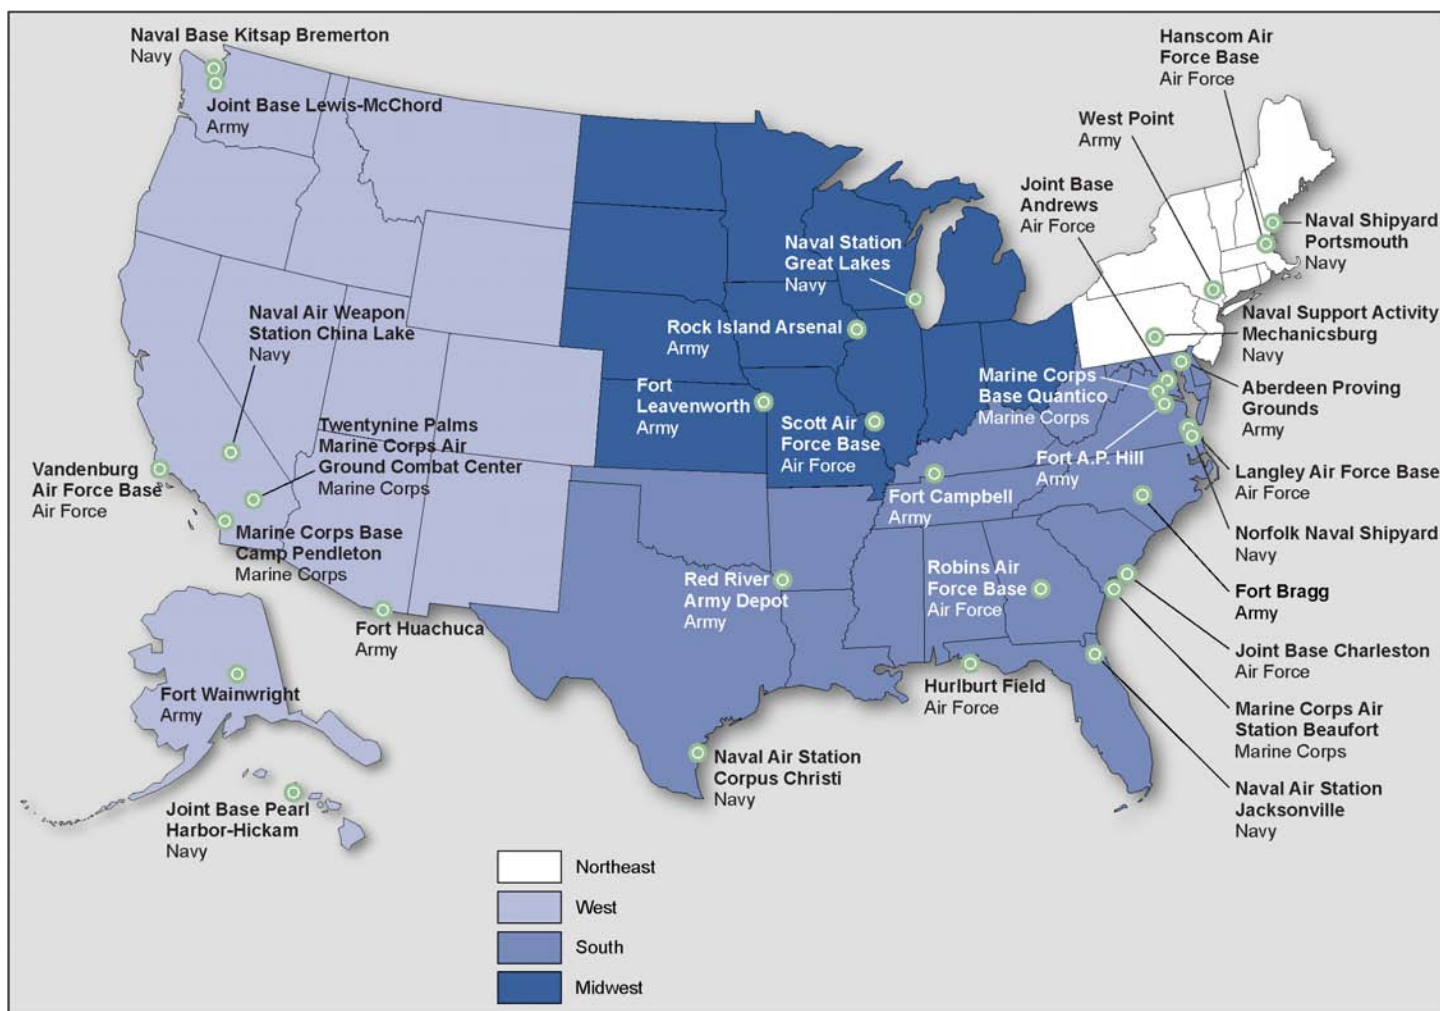 Naval Base Kitsap Bremerton
Navy
Joint Base Lewis-McChord
Army
Hanscom Air
Force Base
Air Force
West Point
Army
Joint Base
Andrews
Air Force
Naval Shipyard
Portsmouth
Navy
Naval Station
Great Lakes
Navy
Naval Air Weapon
Station China Lake
Navy
Rock Island Arsenal
Army
Naval Support Activity
Mechanicsburg
Navy
Marine Corps
Base Quantico
Marine Corps
Fort
Leavenworth
Army
Aberdeen Proving
Grounds
Army
Twentynine Palms
Marine Corps Air
Ground Combat Center
Marine Corps
Scott Air
Force Base
Air Force
Vandenburg
Air Force Base
Air Force
Fort A.P. Hill
Army
Langley Air Force Base
Air Force
Fort Campbell
Army
Marine Corps Base
Camp Pendleton
Marine Corps
Norfolk Naval Shipyard
Navy
Red River
Army Depot
Army
Robins Air
Force Base
Air Force
Fort Bragg
Army
Fort Huachuca
Army
Joint Base Charleston
Air Force
Fort Wainwright
Army
Hurlburt Field
Air Force
Marine Corps Air
Station Beaufort
Marine Corps
Naval Air Station
Corpus Christi
Navy
Naval Air Station
Jacksonville
Navy
Joint Base Pearl
Harbor-Hickam
Navy
Northeast
West
South
Midwest